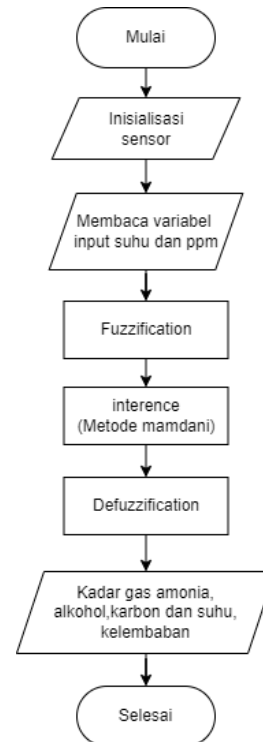 Mulai
Inisialisasi
sensor
Membaca variabel
input suhu dan ppm
Fuzzification
interence
(Metode mamdani)
Defuzzification
Kadar gas amonia,
alkohol,karbon dan suhu,
kelembaban
Selesai